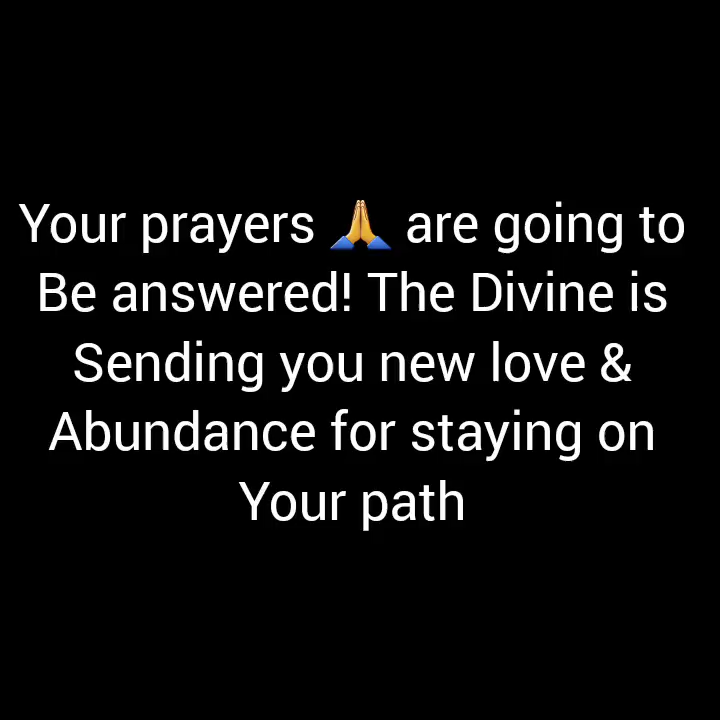 Your prayers 🙏 are going to
Be answered! The Divine is
Sending you new love &
Abundance for staying on
Your path